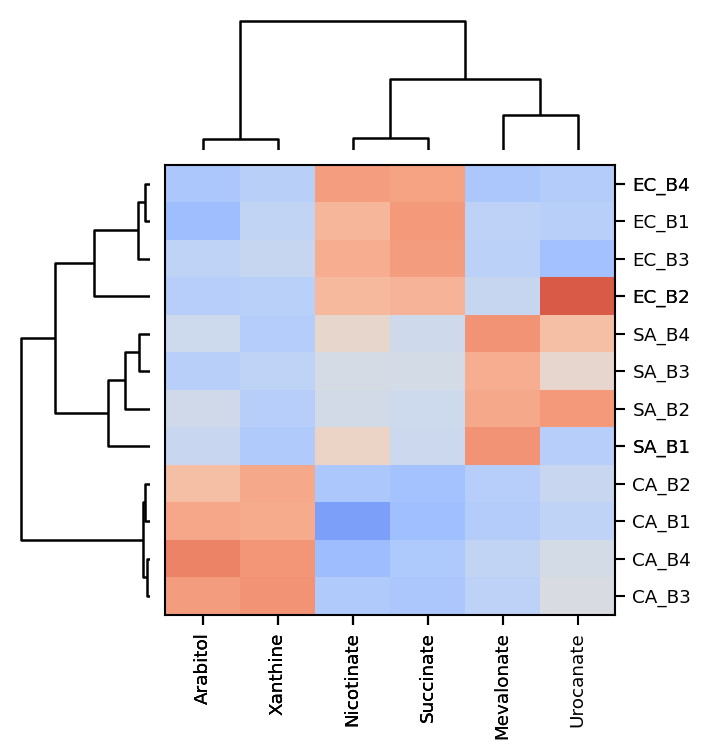 EC_B4
EC_B1
EC_B3
EC_B2
SA_B4
SA_B3
SA_B2
SA_B1
CA_B2
CA_B1
CA_B4
CA_B3
Arabitol
Xanthine
Nicotinate
Succinate
Mevalonate
Urocanate